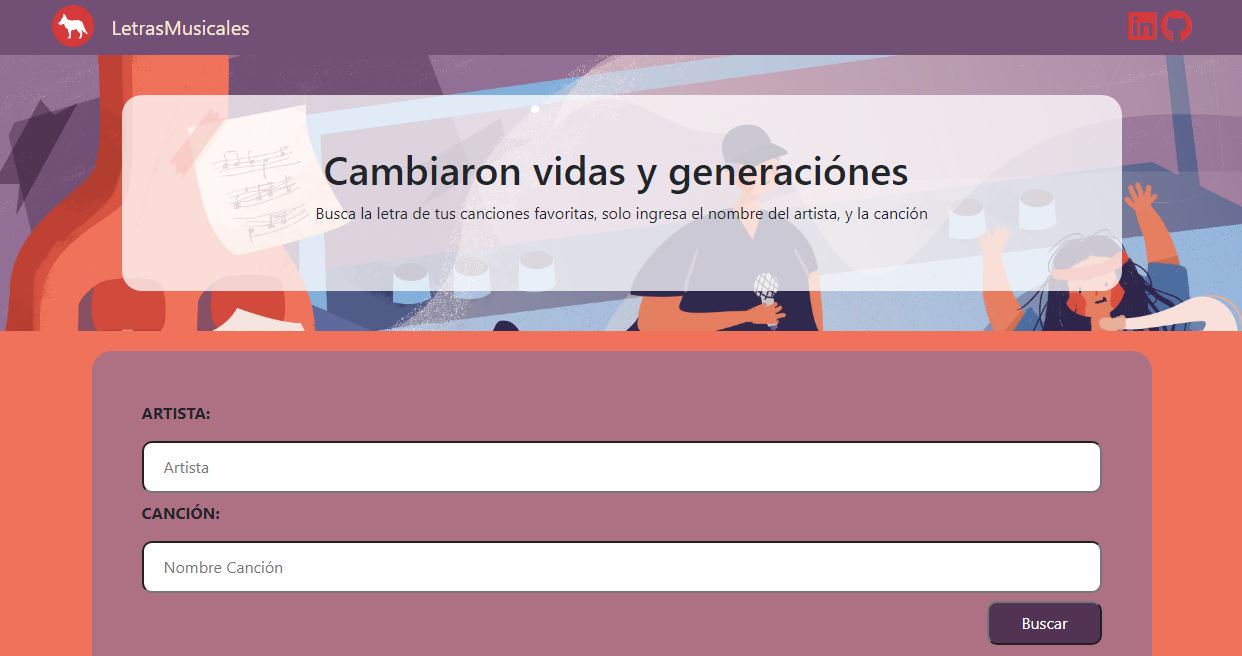 LetrasMusicales
Cambiaron vidas y generaciónes
Busca la letra de tus canciones favoritas, solo ingresa el nombre del artista, y la canción
ARTISTA:
Artista
CANCIÓN:
Nombre Canción
Buscar